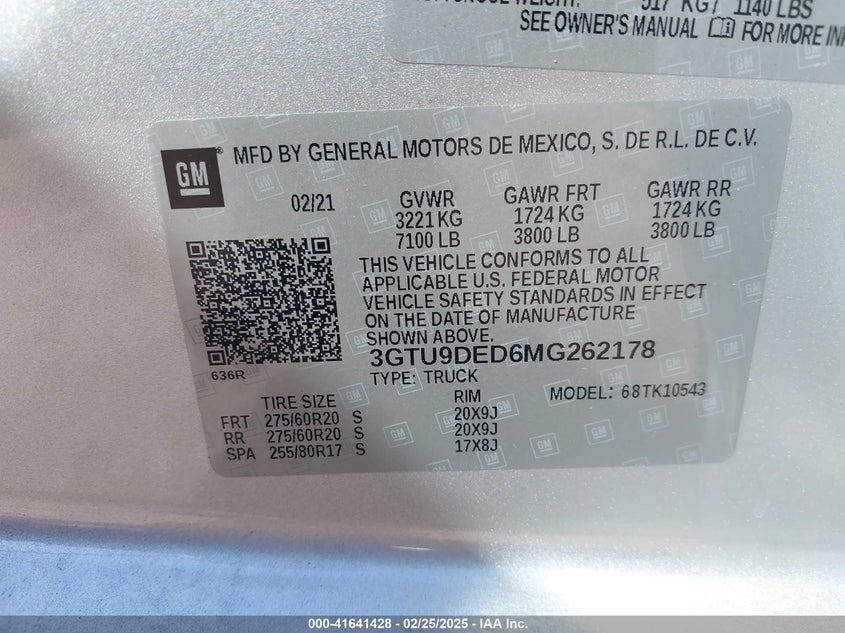 517 KG / 1140 LBS
SEE OWNER'S MANUAL FOR MORE
GM MFD BY GENERAL MOTORS DE MEXICO, S. DE R.L. DE C.V.
02/21 GVWR GAWR FRT GAWR RR
3221 KG 1724 KG 1724 KG
7100 LB 3800 LB 3800 LB
THIS VEHICLE CONFORMS TO ALL
APPLICABLE U.S. FEDERAL MOTOR
VEHICLE SAFETY STANDARDS IN EFFECT
ON THE DATE OF MANUFACTURE
SHOWN ABOVE.
3GTU9DED6MG262178
636R TYPE: TRUCK
MODEL: 68TK10543
TIRE SIZE RIM
FRT 275/60R20 S 20X9J
RR 275/60R20 S 20X9J
SPA 255/80R17 S 17X8J
000-41641428 - 02/25/2025 - IAA Inc.